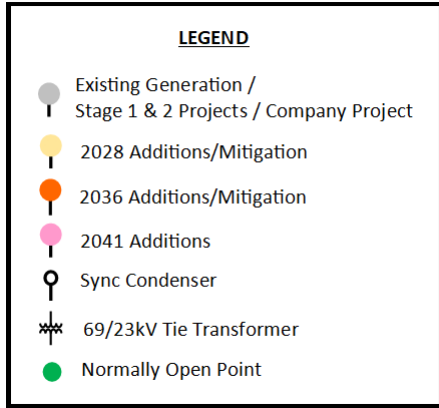 LEGEND
Existing Generation /
Stage 1 & 2 Projects / Company Project
2028 Additions/Mitigation
2036 Additions/Mitigation
2041 Additions
Sync Condenser
69/23kV Tie Transformer
Normally Open Point